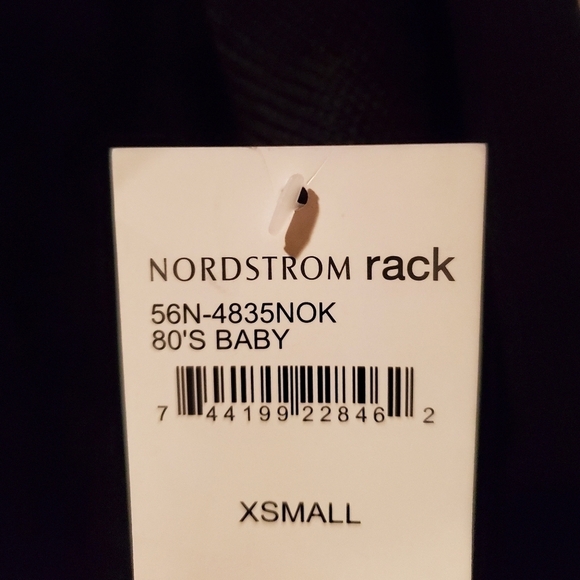 NORDSTROM rack
56N-4835NOK
80'S BABY
7 44199 22846 2
XSMALL